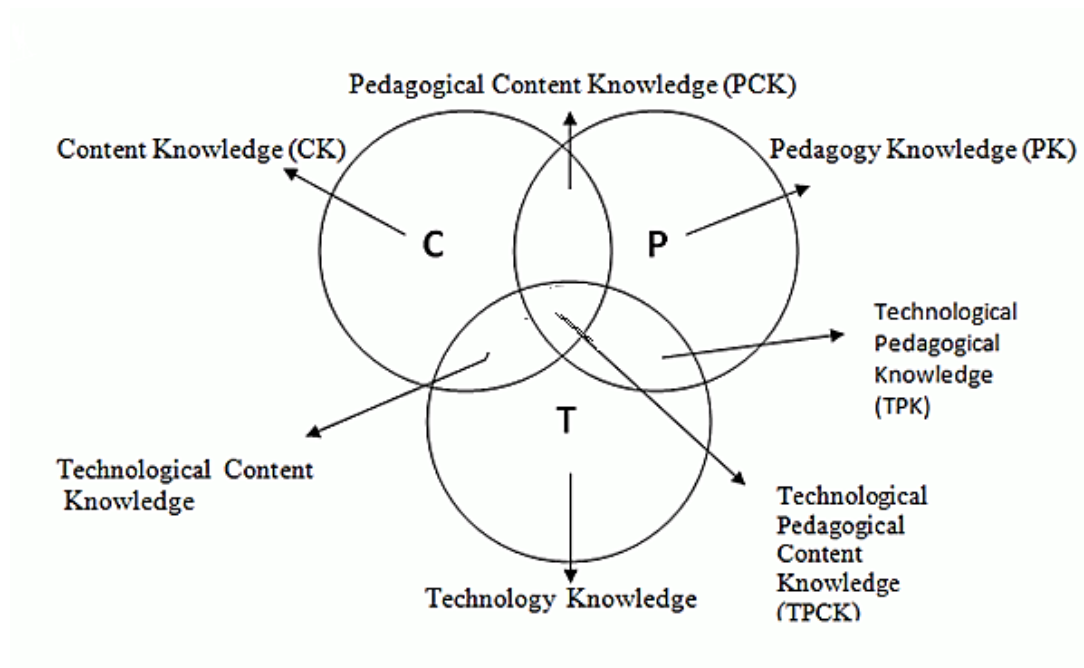 Pedagogical Content Knowledge (PCK)
Content Knowledge (CK)
Pedagogy Knowledge (PK)
C
P
Technological
Pedagogical
Knowledge
(TPK)
T
Technological Content
Knowledge
Technological
Pedagogical
Content
Knowledge
(TPCK)
Technology Knowledge